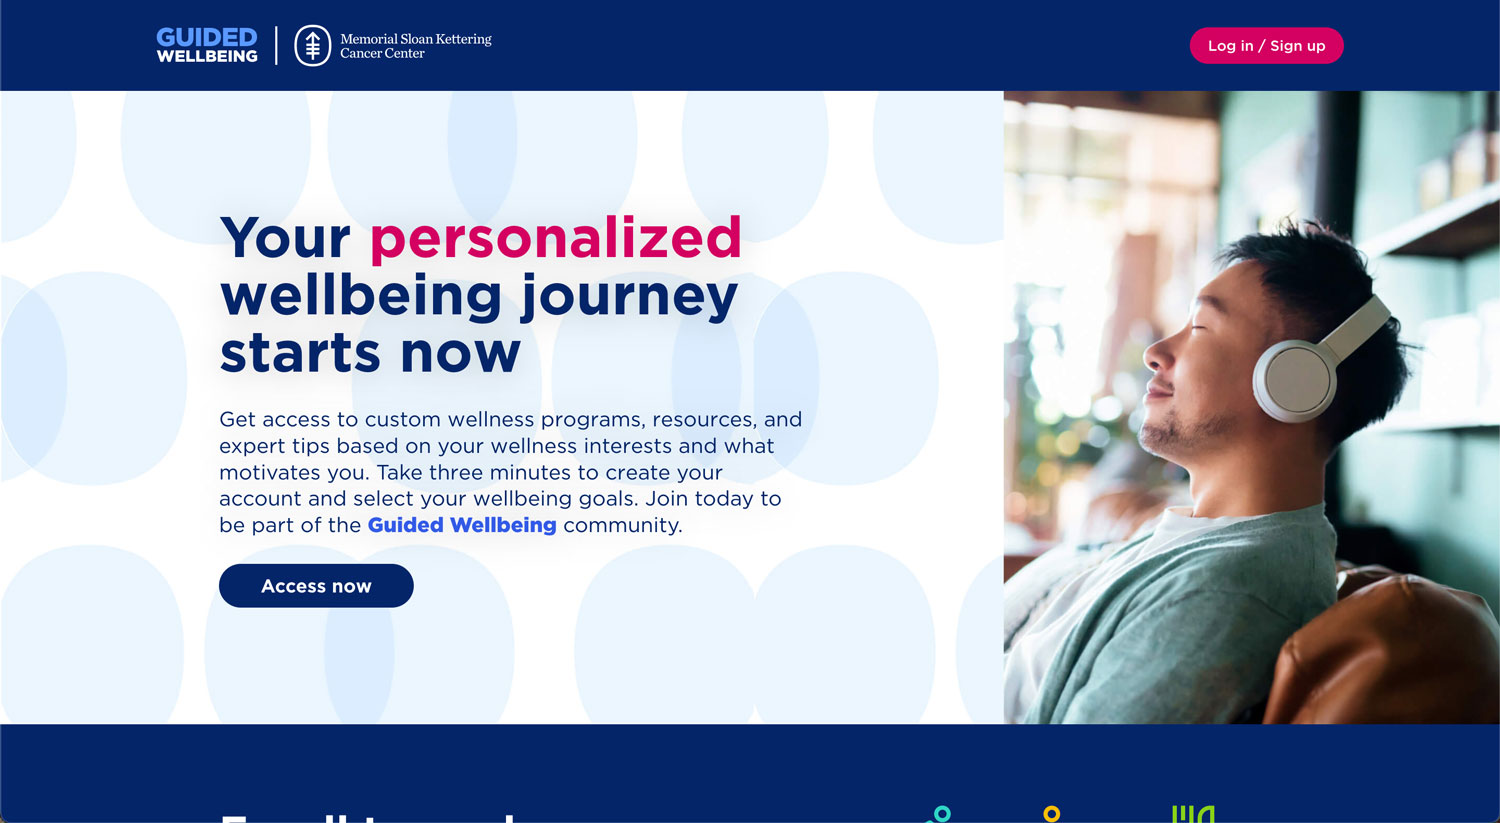 GUIDED
WELLBEING
Memorial Sloan Kettering
Cancer Center
Log in / Sign up
Your personalized
wellbeing journey
starts now
Get access to custom wellness programs, resources, and
expert tips based on your wellness interests and what
motivates you. Take three minutes to create your
account and select your wellbeing goals. Join today to
be part of the Guided Wellbeing community.
Access now